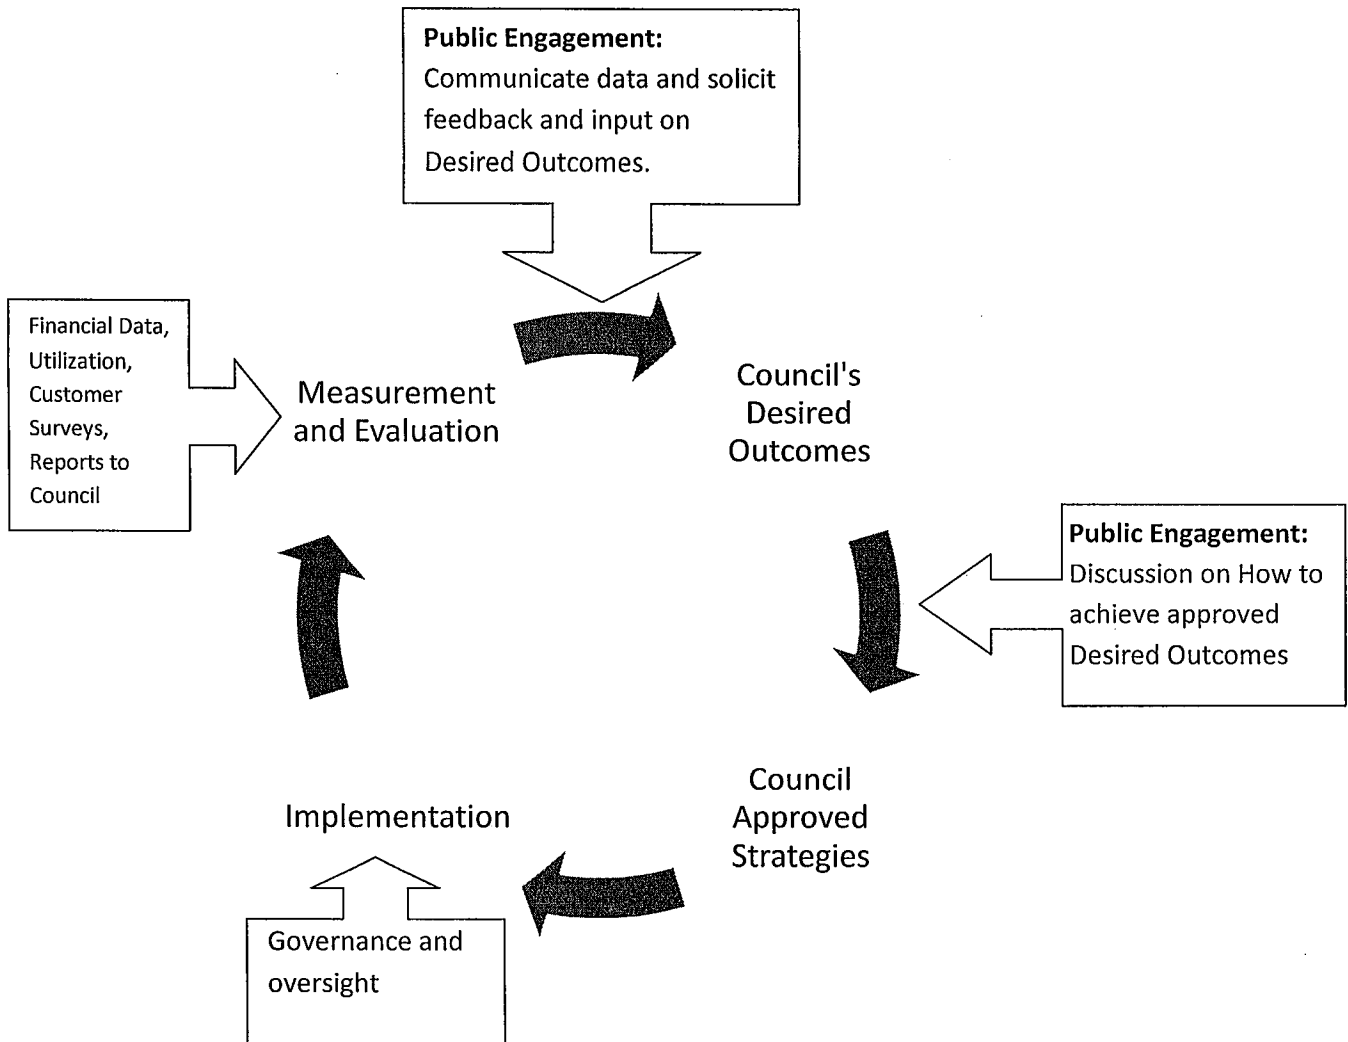 Public Engagement:
Communicate data and solicit
feedback and input on
Desired Outcomes.
Financial Data,
Utilization,
Customer
Surveys,
Reports to
Council
Measurement
and Evaluation
Council's
Desired
Outcomes
Public Engagement:
Discussion on How to
achieve approved
Desired Outcomes
Council
Approved
Strategies
Implementation
Governance and
oversight